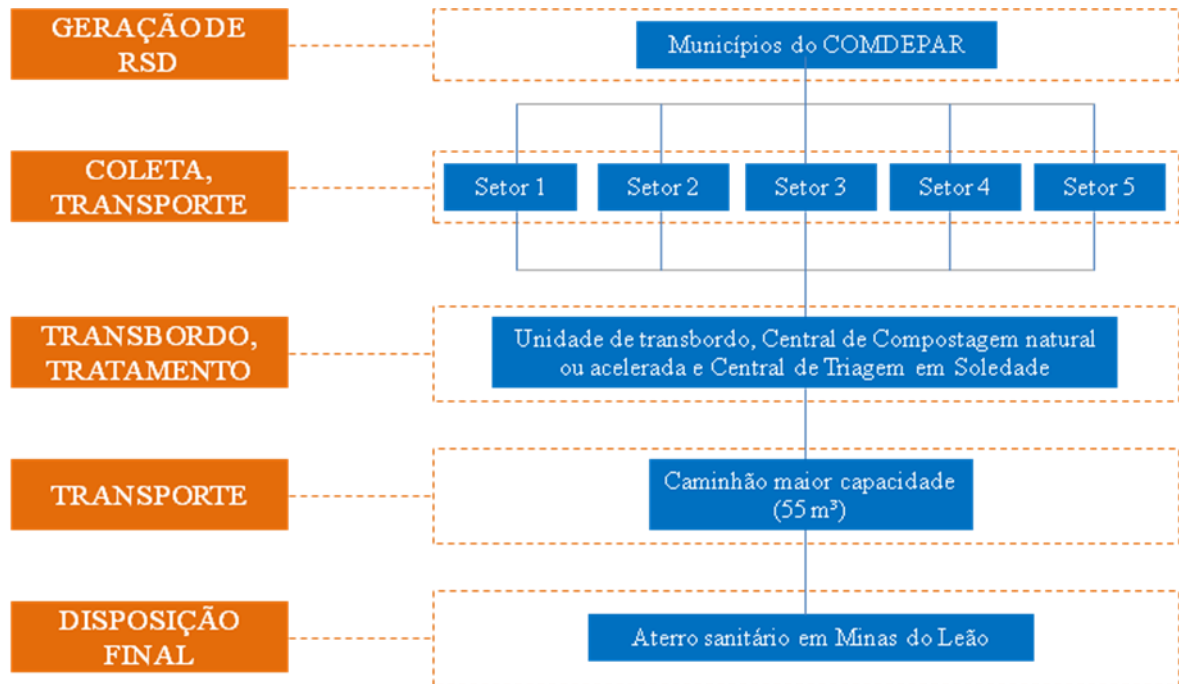 GERAÇÃO DE
RSD
Municípios do COMDEPAR
COLETA,
TRANSPORTE
Setor 1
Setor 2
Setor 3
Setor 4
Setor 5
TRANSBORDO,
TRATAMENTO
Unidade de transbordo, Central de Compostagem natural
ou acelerada e Central de Triagem em Soledade
TRANSPORTE
Caminhão maior capacidade
(55 m³)
DISPOSIÇÃO
FINAL
Aterro sanitário em Minas do Leão